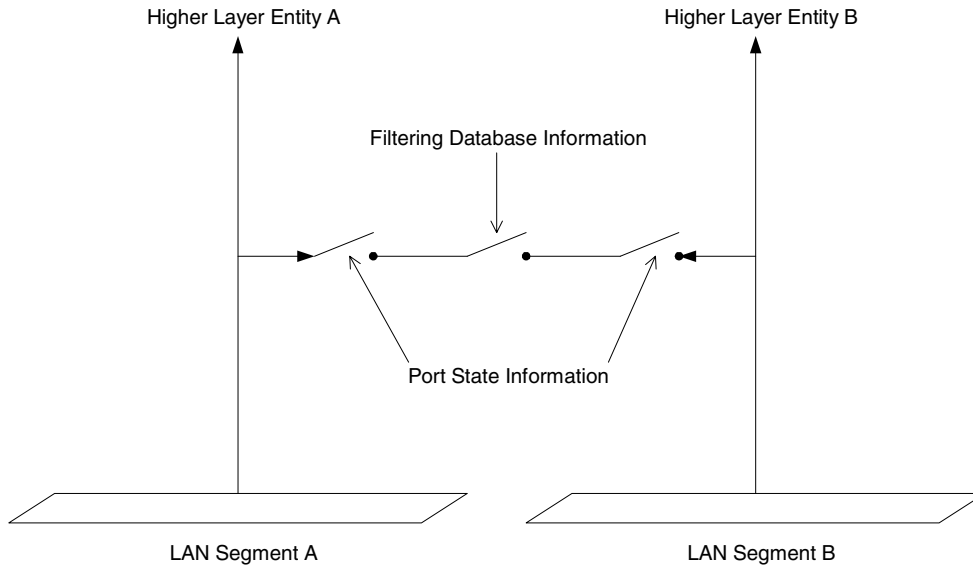 Higher Layer Entity A
Higher Layer Entity B
Filtering Database Information
Port State Information
LAN Segment A
LAN Segment B